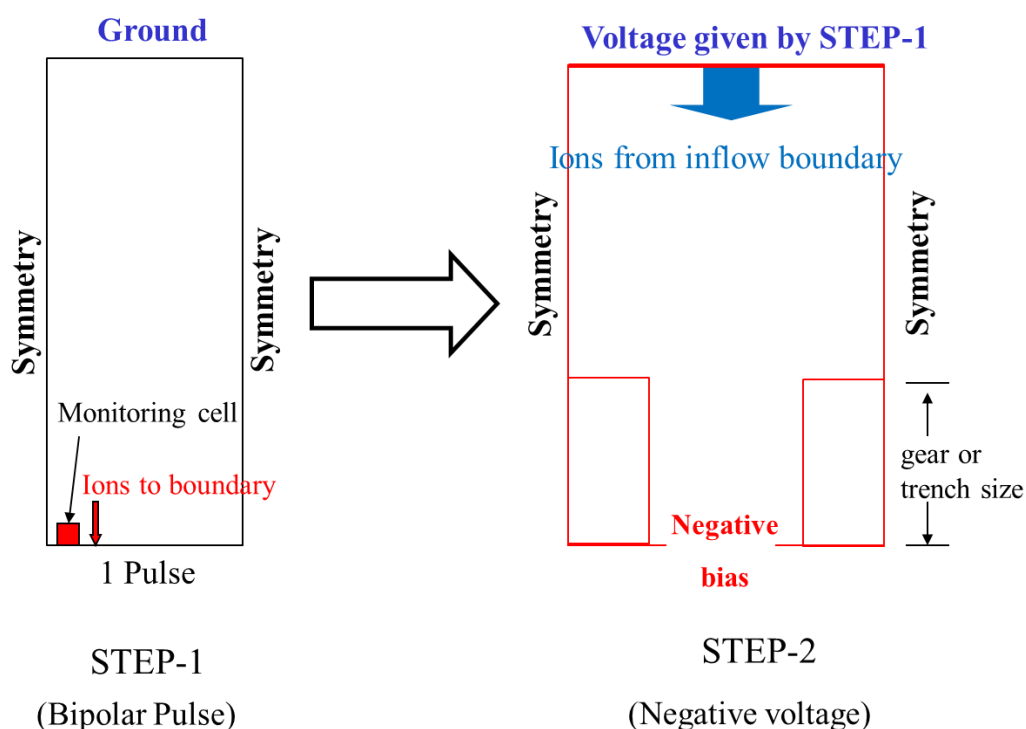 Ground
Symmetry
Symmetry
Monitoring cell
Ions to boundary
1 Pulse
STEP-1
(Bipolar Pulse)
Voltage given by STEP-1
Ions from inflow boundary
Symmetry
Symmetry
gear or
trench size
Negative
bias
STEP-2
(Negative voltage)